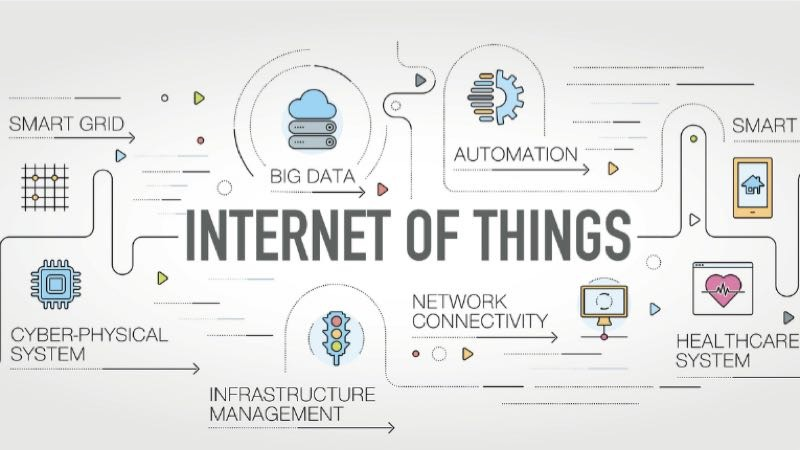 SMART GRID
BIG DATA
AUTOMATION
SMART
INTERNET OF THINGS
CYBER-PHYSICAL
SYSTEM
INFRASTRUCTURE
MANAGEMENT
NETWORK
CONNECTIVITY
HEALTHCARE
SYSTEM